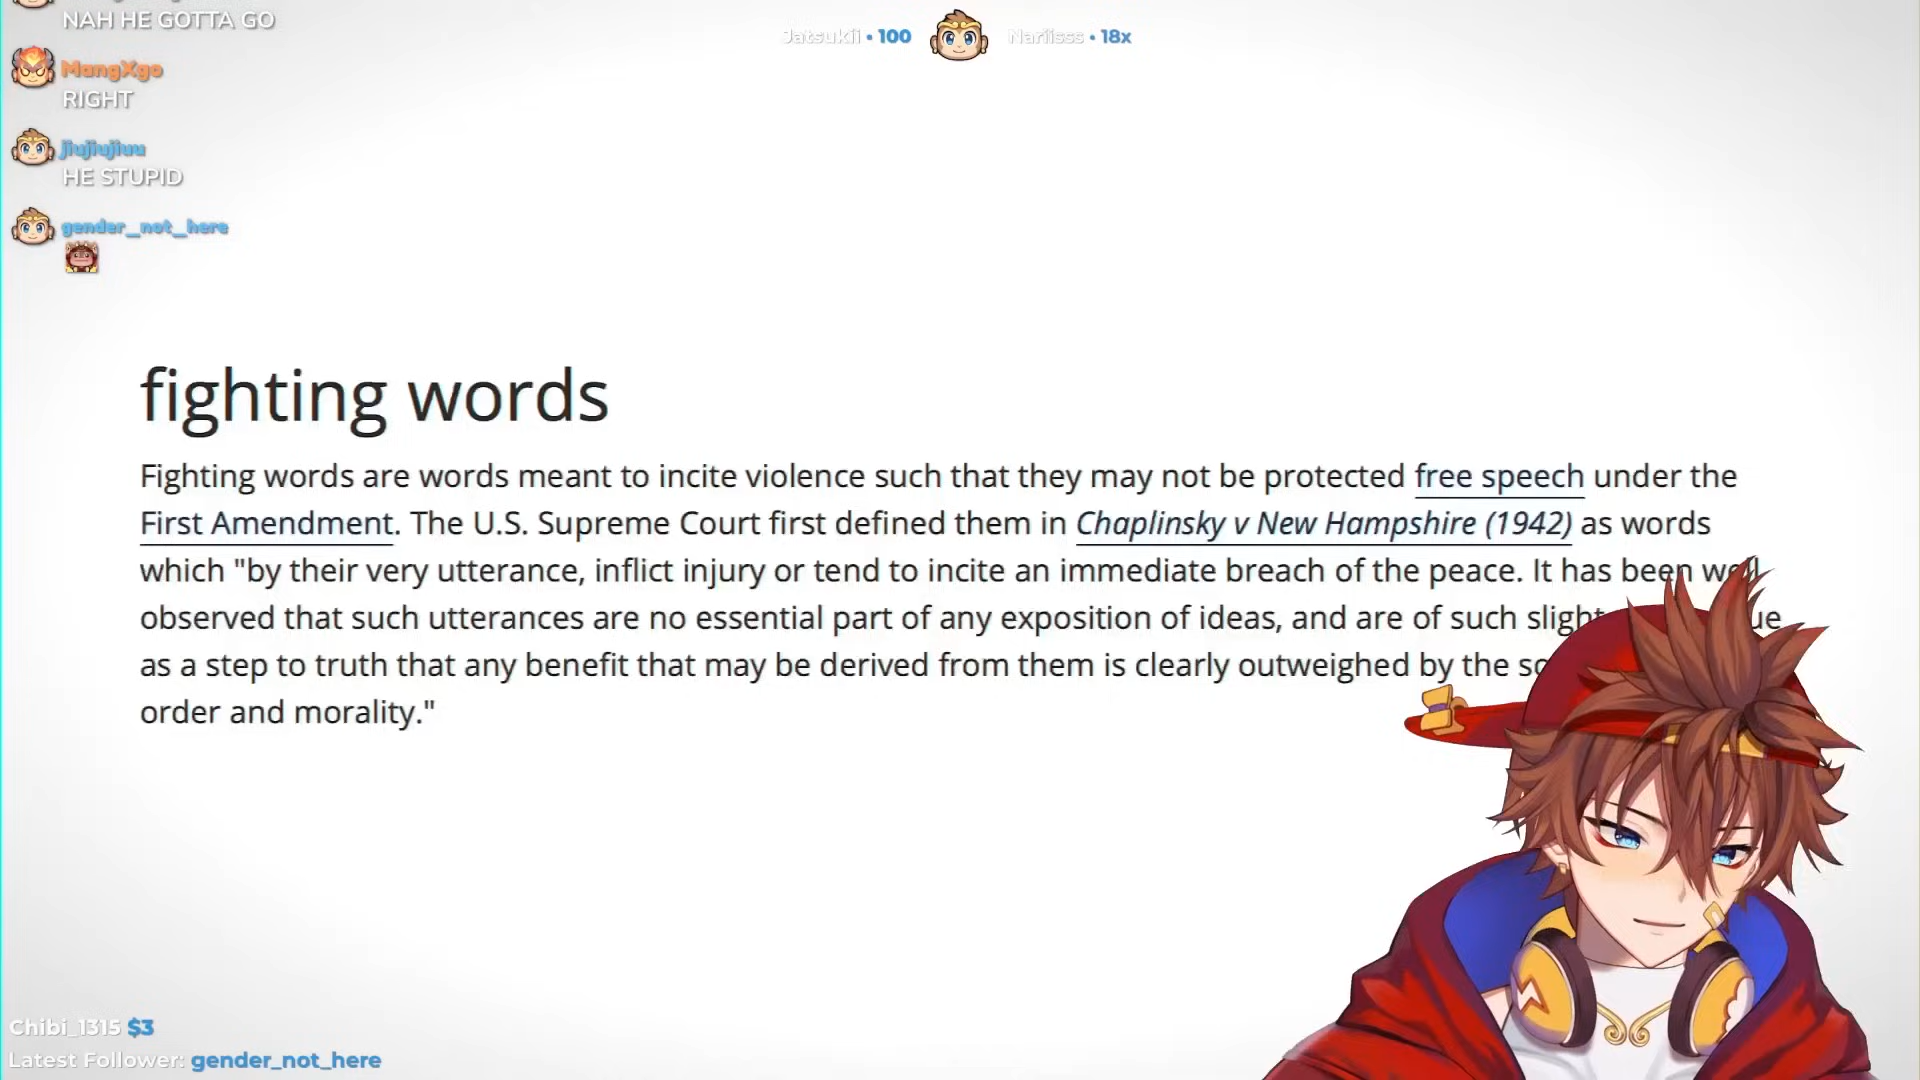 NAH HE GOTTA GO
MangXgo
RIGHT
jiujiujiuu
HE STUPID
gender_not_here
Jatsukii • 100
Nariisss • 18x
fighting words
Fighting words are words meant to incite violence such that they may not be protected free speech under the
First Amendment. The U.S. Supreme Court first defined them in Chaplinsky v New Hampshire (1942) as words
which "by their very utterance, inflict injury or tend to incite an immediate breach of the peace. It has been well
observed that such utterances are no essential part of any exposition of ideas, and are of such slight
as a step to truth that any benefit that may be derived from them is clearly outweighed by the
order and morality."
Chibi_1315 $3
Latest Follower: gender_not_here